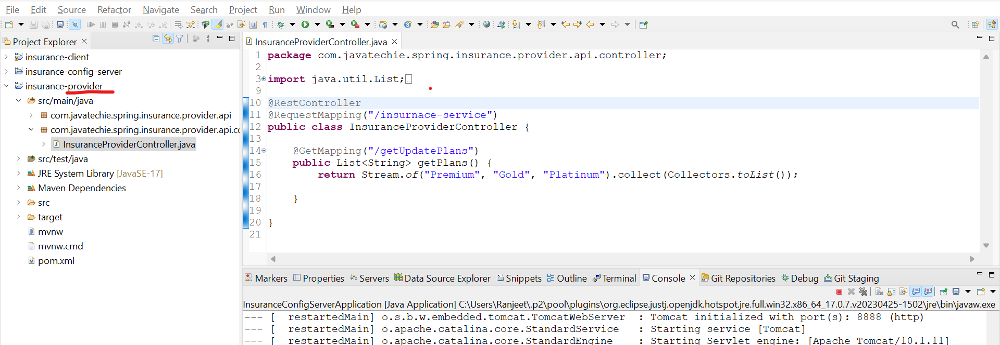 File Edit Source Refactor Navigate Search Project Run Window Help
Project Explorer
insurance-client
insurance-config-server
insurance-provider
src/main/java
com.javatechie.spring.insurance.provider.api
com.javatechie.spring.insurance.provider.api.co
InsuranceProviderController.java
src/test/java
JRE System Library [JavaSE-17]
Maven Dependencies
src
target
mvnw
mvnw.cmd
pom.xml
InsuranceProviderController.java
1 package com.javatechie.spring.insurance.provider.api.controller;
2
3 import java.util.List;
9
10 @RestController
11 @RequestMapping("/insurnace-service")
12 public class InsuranceProviderController {
13
14 @GetMapping("/getUpdatePlans")
15 public List<String> getPlans() {
16 return Stream.of("Premium", "Gold", "Platinum").collect(Collectors.toList());
17
18 }
19
20 }
21
Markers Properties Servers Data Source Explorer Snippets Outline Terminal Console Git Repositories Debug Git Staging
InsuranceConfigServerApplication [Java Application] C:\Users\Ranjeet\.p2\pool\plugins\org.eclipse.justj.openjdk.hotspot.jre.full.win32.x86_64_17.0.7.v20230425-1502\jre\bin\javaw.exe
--- [ restartedMain] o.s.b.w.embedded.tomcat.TomcatWebServer : Tomcat initialized with port(s): 8888 (http)
--- [ restartedMain] o.apache.catalina.core.StandardService : Starting service [Tomcat]
--- [ restartedMain] o.apache.catalina.core.StandardEngine : Starting Servlet engine: [Apache Tomcat/10.1.11]